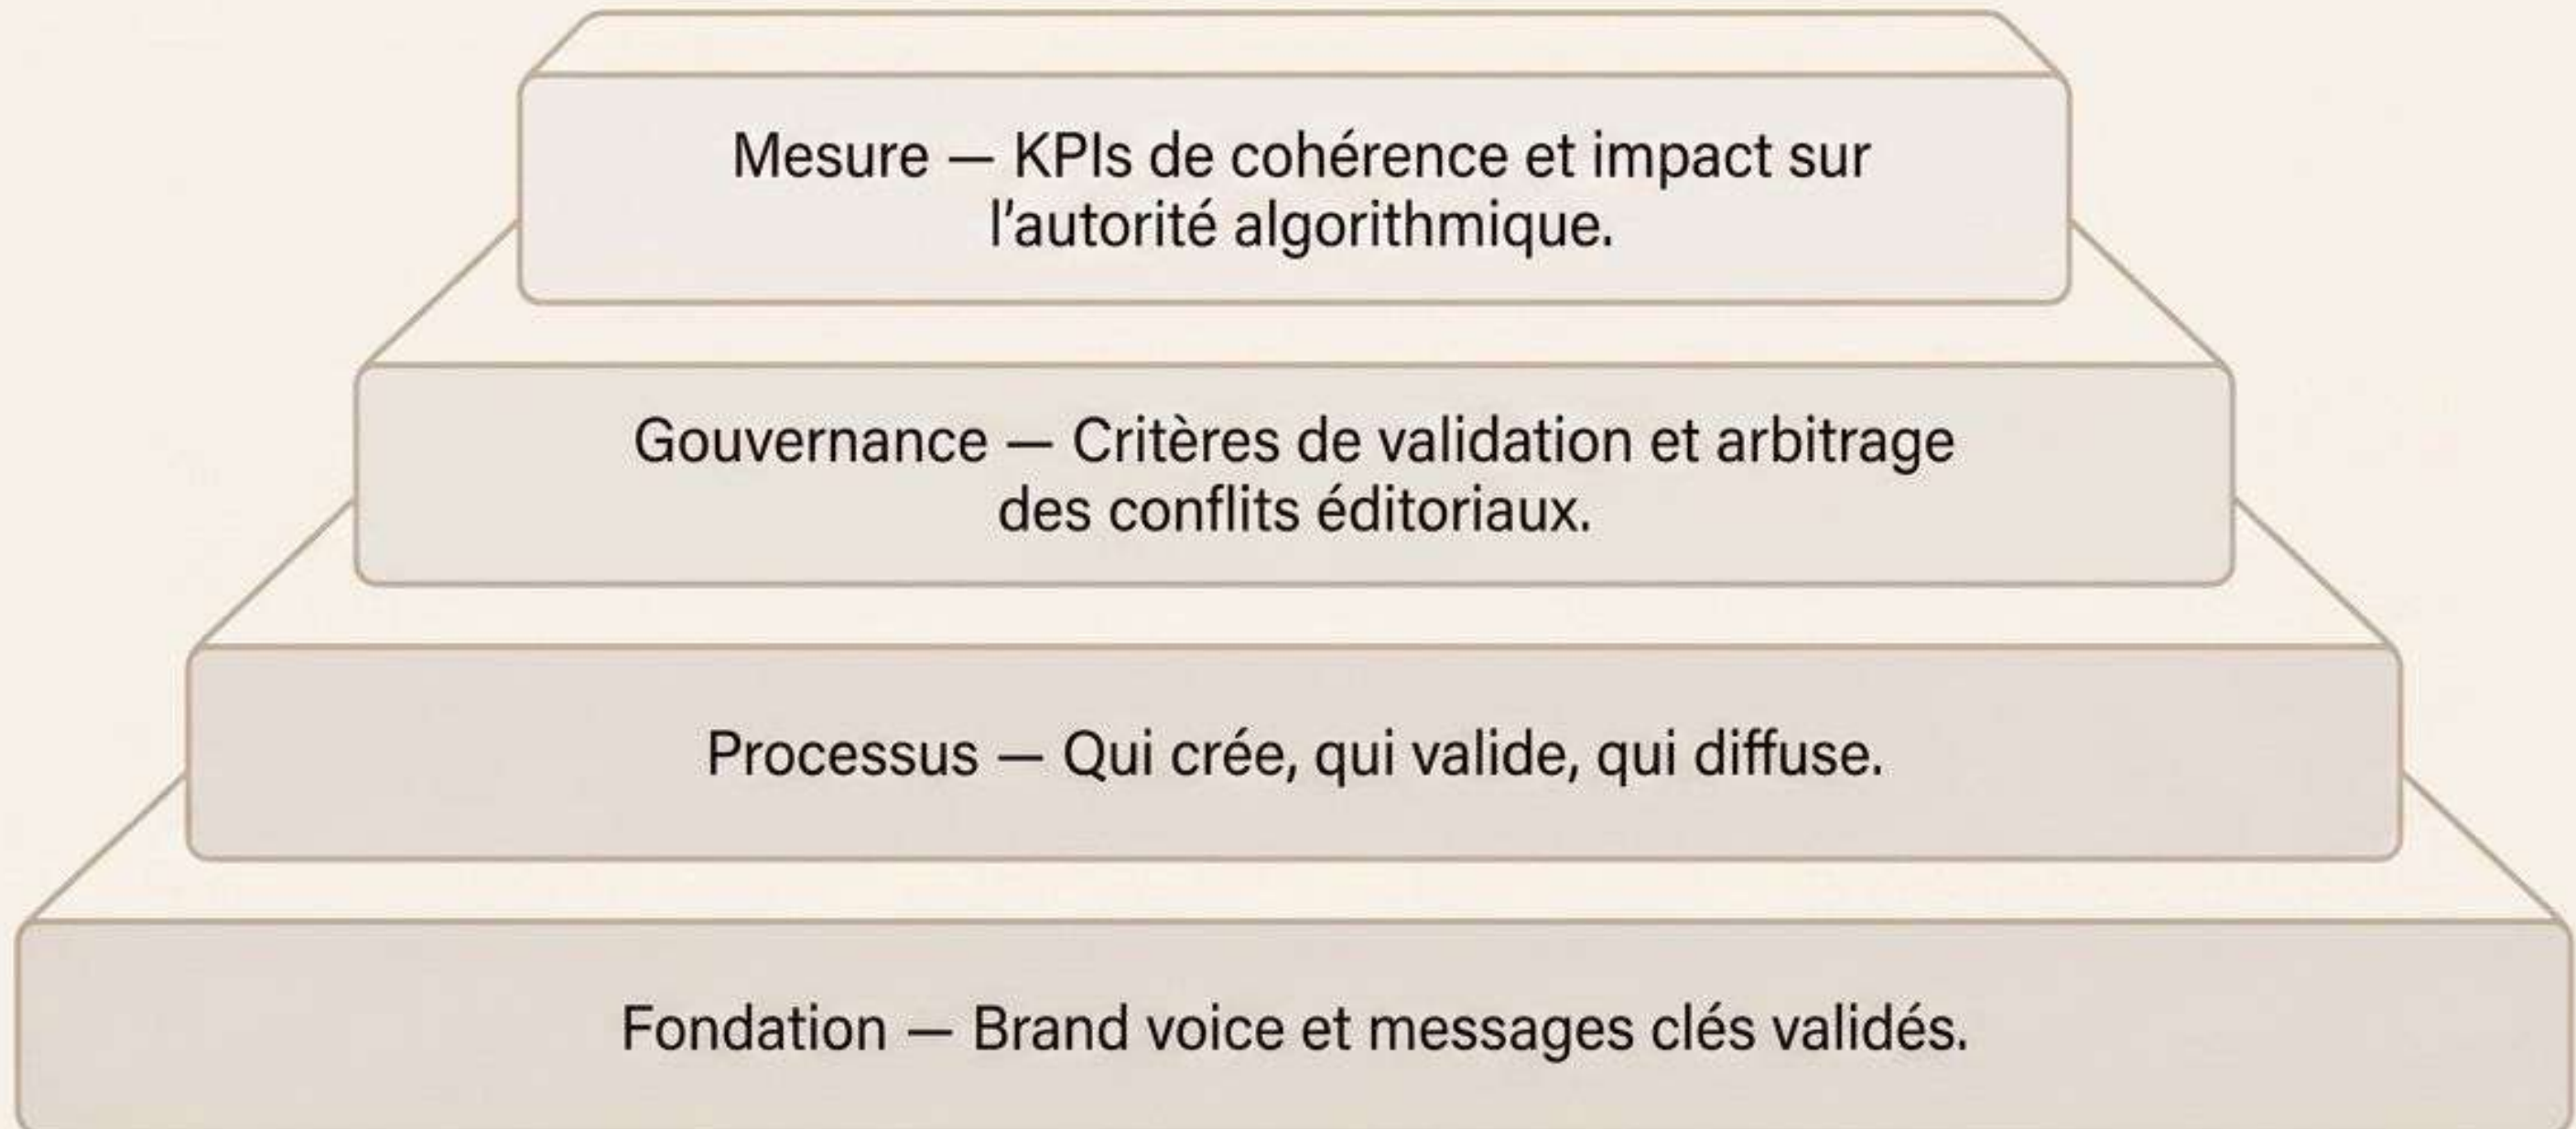 Mesure — KPIs de cohérence et impact sur
l’autorité algorithmique.
Gouvernance — Critères de validation et arbitrage
des conflits éditoriaux.
Processus — Qui crée, qui valide, qui diffuse.
Fondation — Brand voice et messages clés validés.